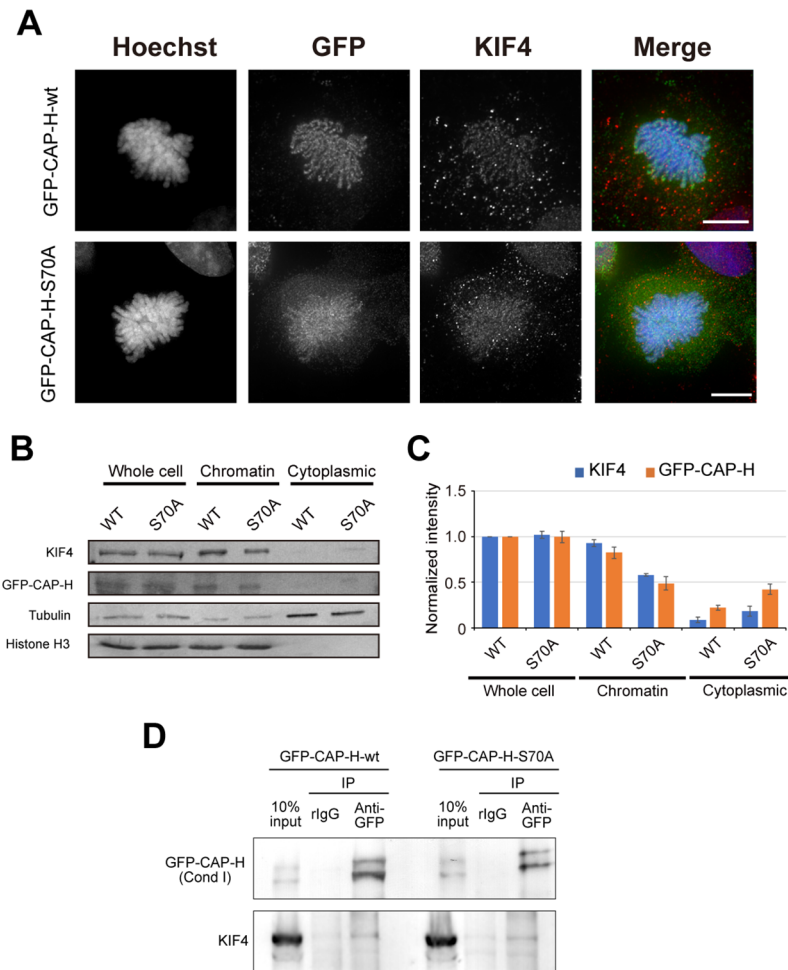 A
Hoechst GFP KIF4 Merge
GFP-CAP-H-wt
GFP-CAP-H-S70A
B
Whole cell Chromatin Cytoplasmic
WT S70A WT S70A WT S70A
KIF4
GFP-CAP-H
Tubulin
Histone H3
C
KIF4 GFP-CAP-H
Normalized intensity
1.5
1.0
0.5
0
WT S70A WT S70A WT S70A
Whole cell Chromatin Cytoplasmic
D
GFP-CAP-H-wt GFP-CAP-H-S70A
IP IP
10% input rIgG Anti-GFP 10% input rIgG Anti-GFP
GFP-CAP-H
(Cond I)
KIF4